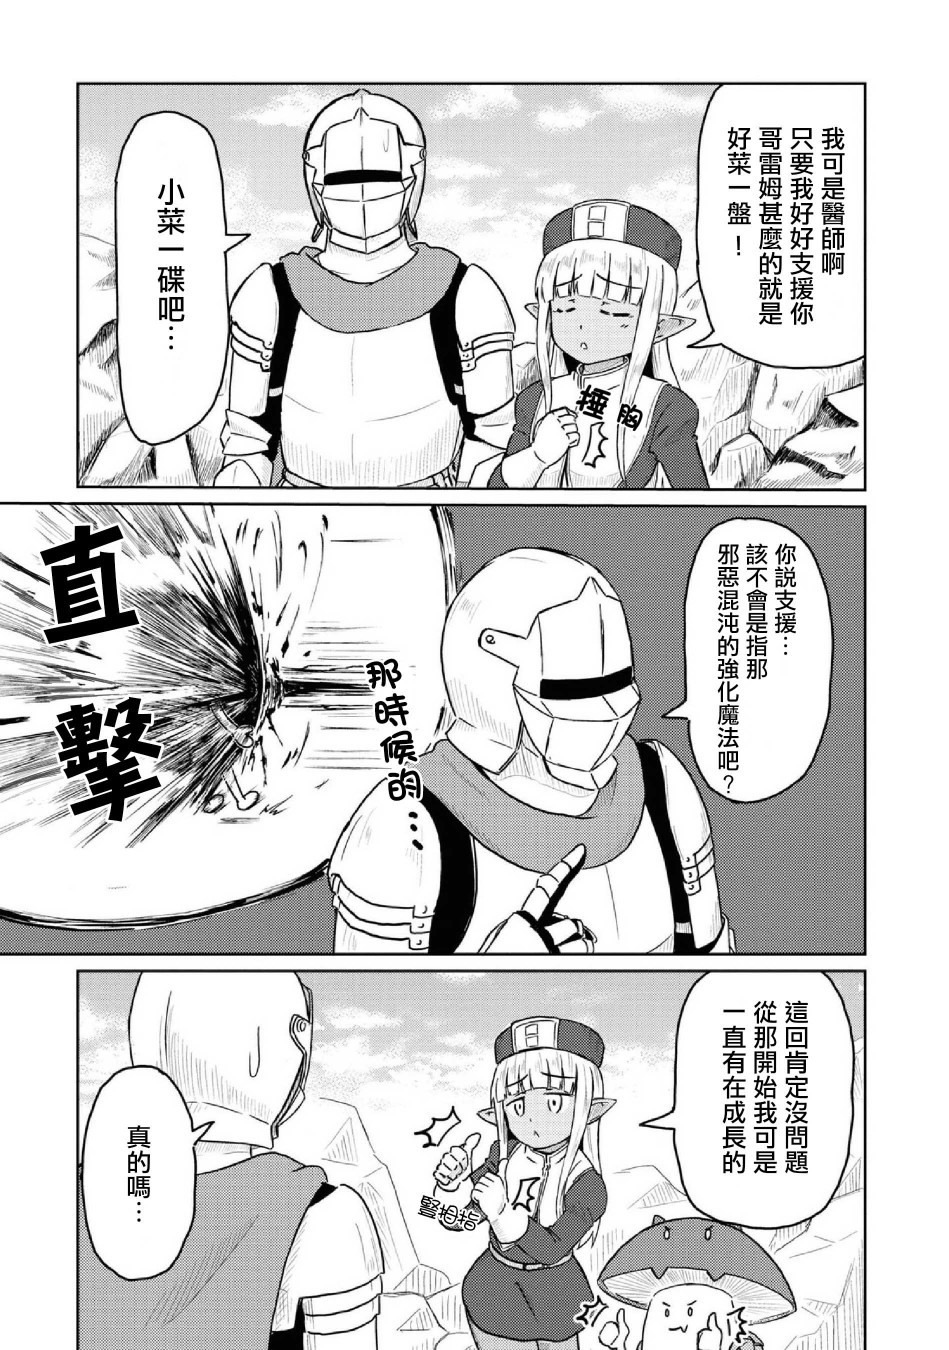 我可是醫師啊
只要我好好支援你
哥雷姆甚麼的就是
好菜一盤！
捶胸
小菜一碟吧…
你說支援…
該不會是指那
邪惡混沌的強化魔法吧？
那時候的…
直擊
這回肯定沒問題
從那開始我可是
一直有在成長的
豎拇指
真的嗎…